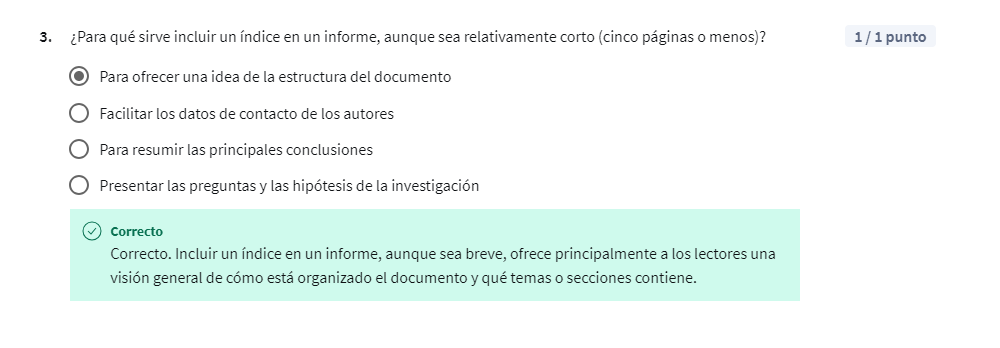 3. ¿Para qué sirve incluir un índice en un informe, aunque sea relativamente corto (cinco páginas o menos)? 1 / 1 punto
Para ofrecer una idea de la estructura del documento
Facilitar los datos de contacto de los autores
Para resumir las principales conclusiones
Presentar las preguntas y las hipótesis de la investigación
Correcto
Correcto. Incluir un índice en un informe, aunque sea breve, ofrece principalmente a los lectores una
visión general de cómo está organizado el documento y qué temas o secciones contiene.